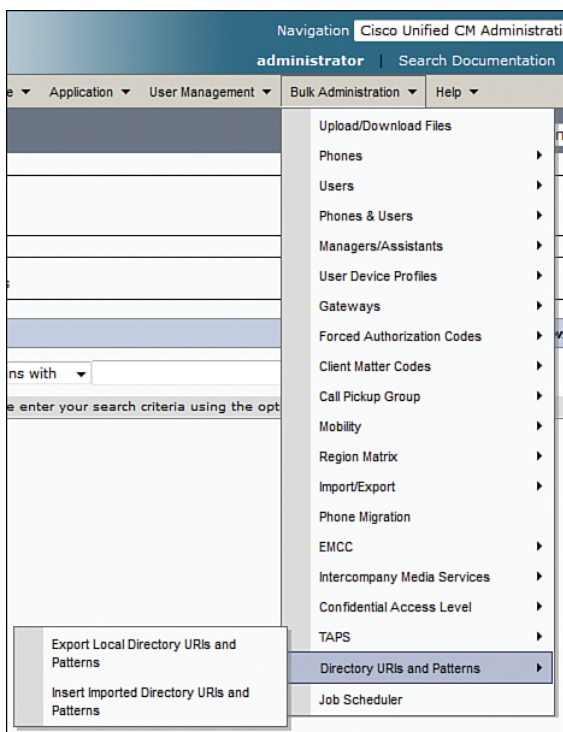 Navigation Cisco Unified CM Administrati
administrator | Search Documentation
e Application User Management Bulk Administration Help
Upload/Download Files
Phones
Users
Phones & Users
Managers/Assistants
User Device Profiles
Gateways
Forced Authorization Codes
ns with
Client Matter Codes
e enter your search criteria using the opt
Call Pickup Group
Mobility
Region Matrix
Import/Export
Phone Migration
EMCC
Intercompany Media Services
Confidential Access Level
TAPS
Directory URIs and Patterns
Job Scheduler
Export Local Directory URIs and
Patterns
Insert Imported Directory URIs and
Patterns